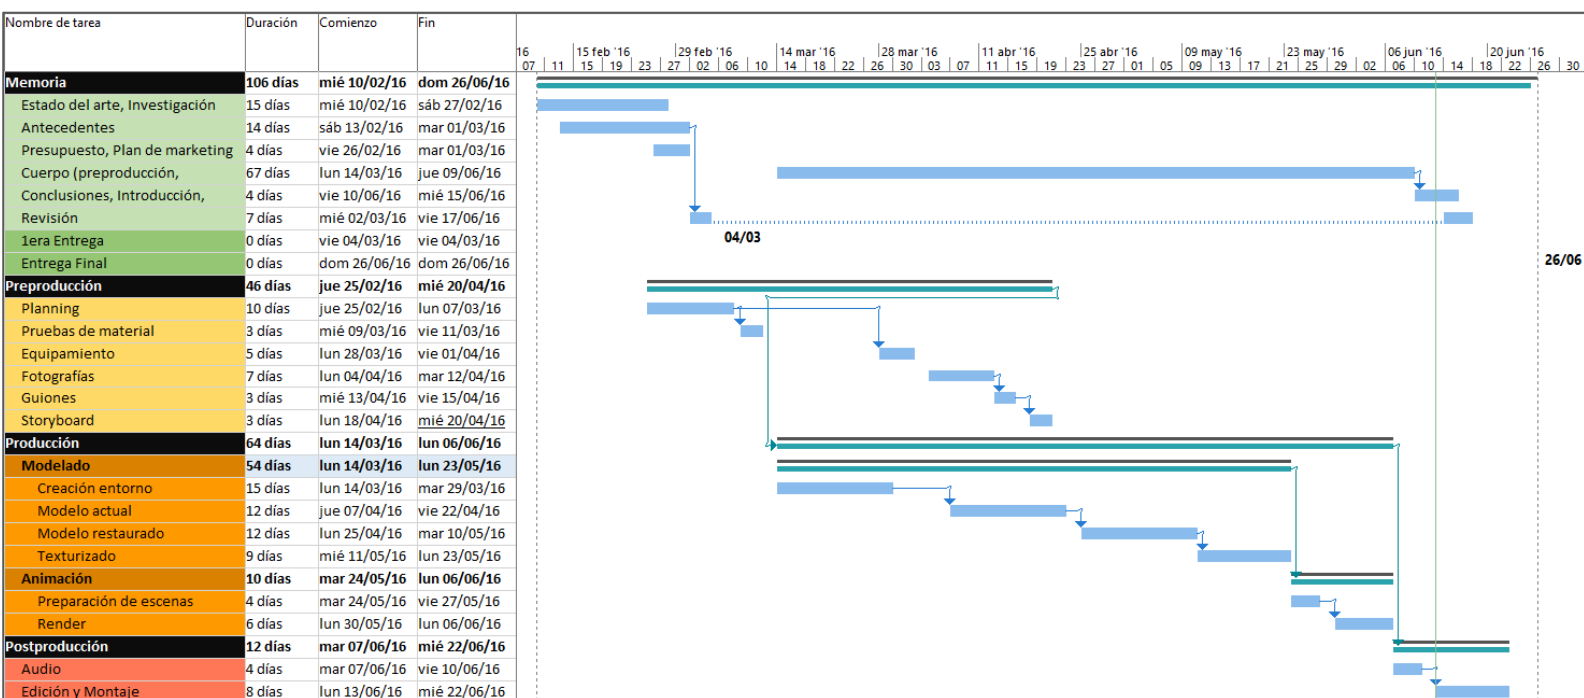 Nombre de tarea Duración Comienzo Fin
16 15 feb '16 29 feb '16 14 mar '16 28 mar '16 11 abr '16 25 abr '16 09 may '16 23 may '16 06 jun '16 20 jun '16
07 11 15 19 23 27 02 06 10 14 18 22 26 30 03 07 11 15 19 23 27 01 05 09 13 17 21 25 29 02 06 10 14 18 22 26 30
Memoria 106 días mié 10/02/16 dom 26/06/16
Estado del arte, Investigación 15 días mié 10/02/16 sáb 27/02/16
Antecedentes 14 días sáb 13/02/16 mar 01/03/16
Presupuesto, Plan de marketing 4 días vie 26/02/16 mar 01/03/16
Cuerpo (preproducción, 67 días lun 14/03/16 jue 09/06/16
Conclusiones, Introducción, 4 días vie 10/06/16 mié 15/06/16
Revisión 7 días mié 02/03/16 vie 17/06/16
1era Entrega 0 días vie 04/03/16 vie 04/03/16 04/03
Entrega Final 0 días dom 26/06/16 dom 26/06/16 26/06
Preproducción 46 días jue 25/02/16 mié 20/04/16
Planning 10 días jue 25/02/16 lun 07/03/16
Pruebas de material 3 días mié 09/03/16 vie 11/03/16
Equipamiento 5 días lun 28/03/16 vie 01/04/16
Fotografías 7 días lun 04/04/16 mar 12/04/16
Guiones 3 días mié 13/04/16 vie 15/04/16
Storyboard 3 días lun 18/04/16 mié 20/04/16
Producción 64 días lun 14/03/16 lun 06/06/16
Modelado 54 días lun 14/03/16 lun 23/05/16
Creación entorno 15 días lun 14/03/16 mar 29/03/16
Modelo actual 12 días jue 07/04/16 vie 22/04/16
Modelo restaurado 12 días lun 25/04/16 mar 10/05/16
Texturizado 9 días mié 11/05/16 lun 23/05/16
Animación 10 días mar 24/05/16 lun 06/06/16
Preparación de escenas 4 días mar 24/05/16 vie 27/05/16
Render 6 días lun 30/05/16 lun 06/06/16
Postproducción 12 días mar 07/06/16 mié 22/06/16
Audio 4 días mar 07/06/16 vie 10/06/16
Edición y Montaje 8 días lun 13/06/16 mié 22/06/16